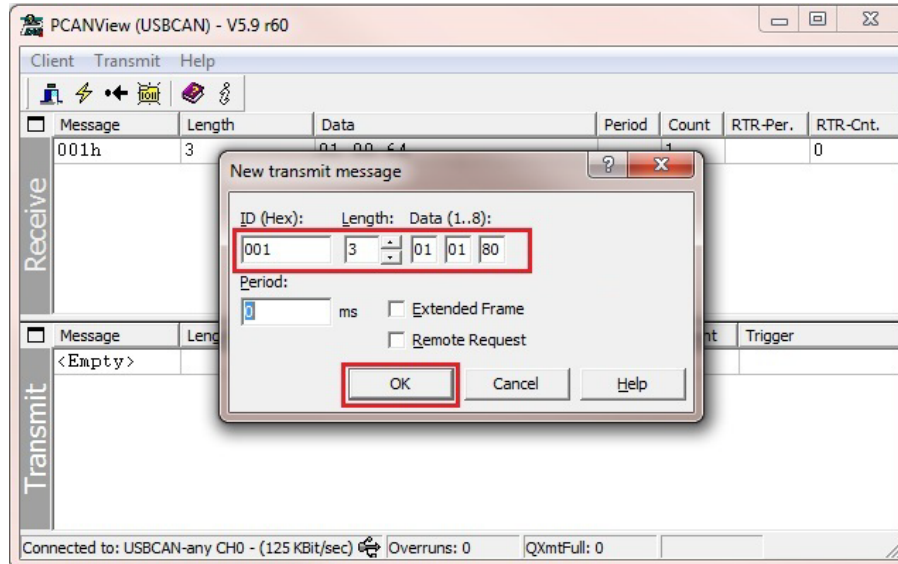 PCANView (USBCAN) - V5.9 r60
Client Transmit Help
Message Length Data Period Count RTR-Per. RTR-Cnt.
001h 3 01 00 64 1 0
Receive
New transmit message
ID (Hex): Length: Data (1..8):
001 3 01 01 80
Period:
0 ms Extended Frame
Remote Request
OK Cancel Help
Message Trigger
<Empty>
Transmit
Connected to: USBCAN-any CH0 - (125 KBit/sec) Overruns: 0 QXmtFull: 0